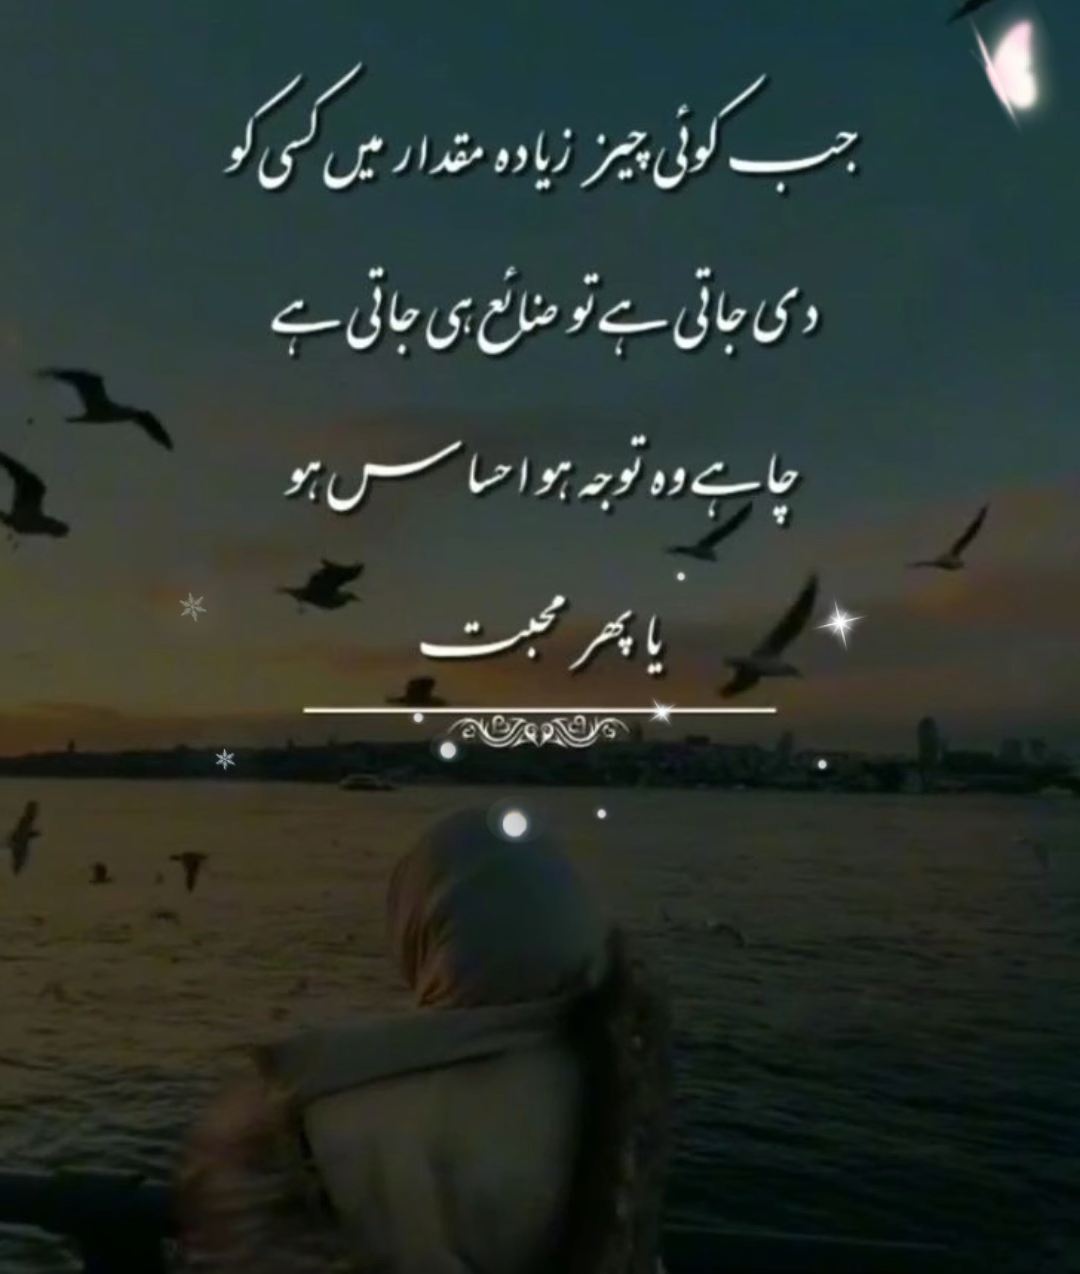 جب کوئی چیز زیادہ مقدار میں کسی کو
دی جاتی ہے تو ضائع ہی جاتی ہے
چاہے وہ توجہ ہو احساس ہو
یا پھر محبت